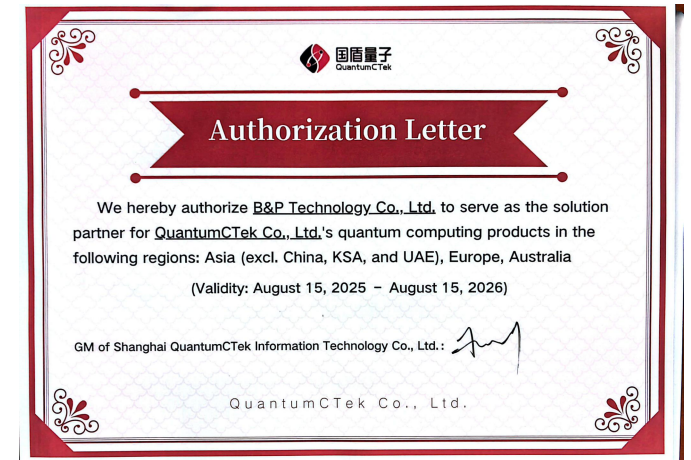 国盾量子
QuantumCTek
Authorization Letter
We hereby authorize B&P Technology Co., Ltd. to serve as the solution
partner for QuantumCTek Co., Ltd.'s quantum computing products in the
following regions: Asia (excl. China, KSA, and UAE), Europe, Australia
(Validity: August 15, 2025 – August 15, 2026)
GM of Shanghai QuantumCTek Information Technology Co., Ltd.:
QuantumCTek Co., Ltd.